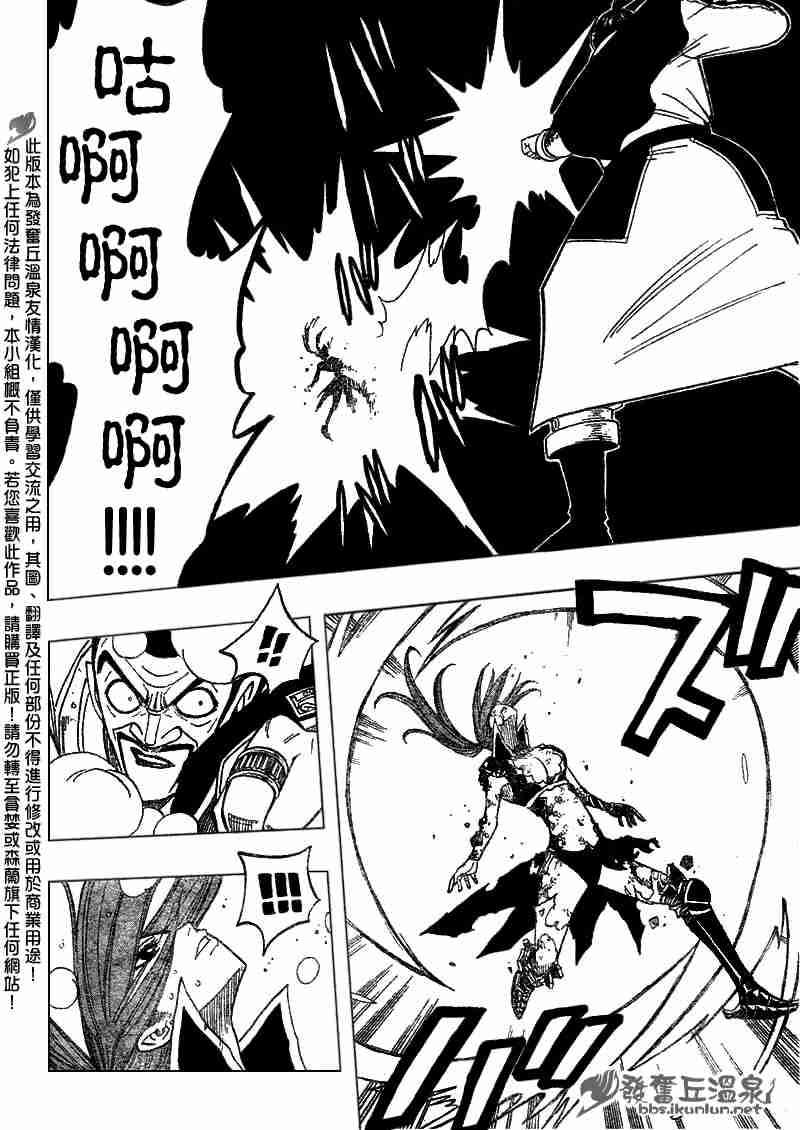 咕啊啊啊啊
!!!!
!!
!!!
此版本為發奮丘溫泉友情漢化，僅供學習交流之用，其圖、翻譯及任何部份不得進行修改或用於商業用途！
如犯上任何法律問題，本小組概不負責。若您喜歡此作品，請購買正版！請勿轉至貪婪或森蘭旗下任何網站！
發奮丘溫泉
bbs.ikunlun.net